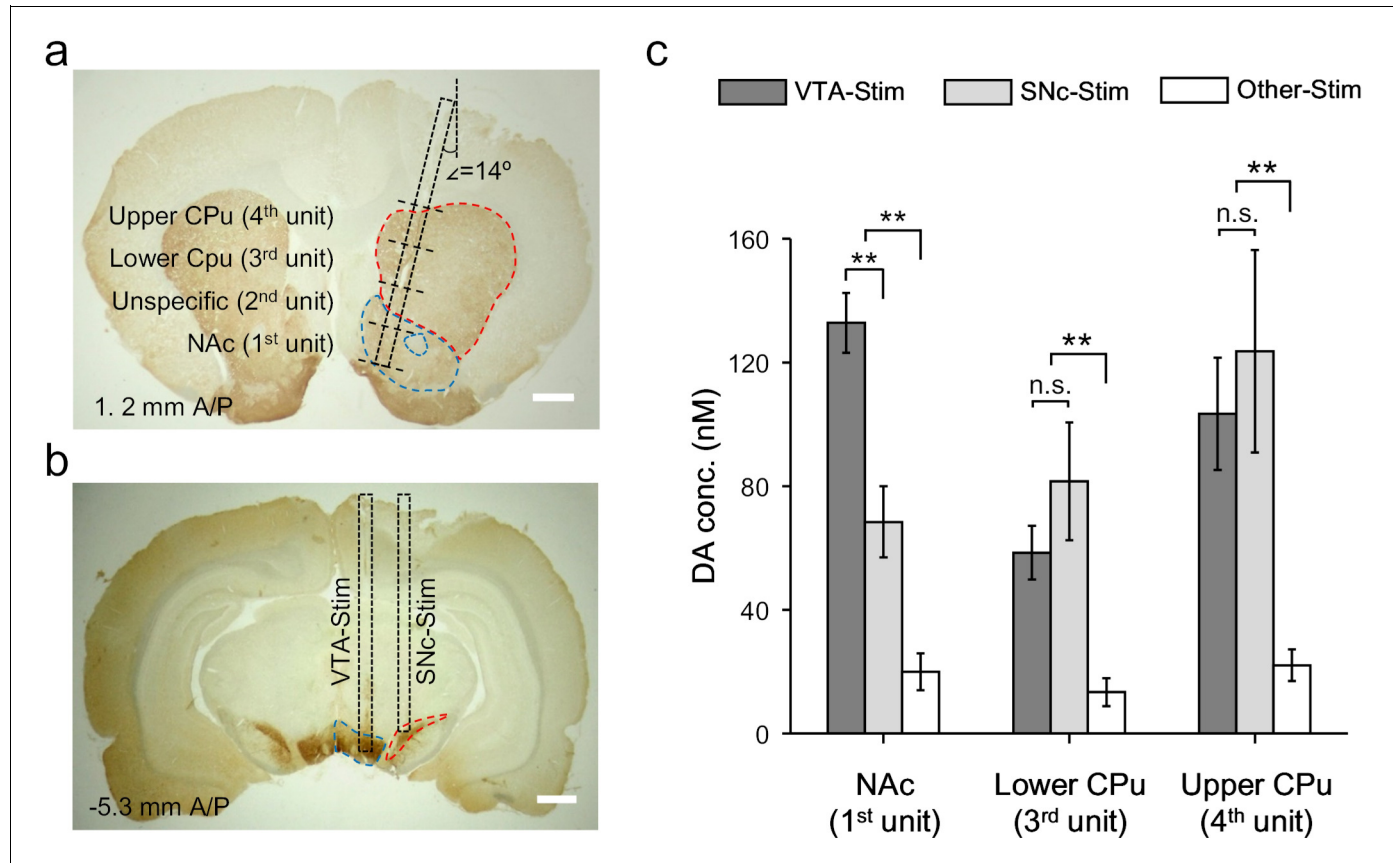 a
∠=14º
Upper CPu (4th unit)
Lower Cpu (3rd unit)
Unspecific (2nd unit)
NAc (1st unit)
1. 2 mm A/P
b
VTA-Stim
SNc-Stim
-5.3 mm A/P
c
VTA-Stim SNc-Stim Other-Stim
DA conc. (nM)
160
120
80
40
0
**
**
n.s.
**
n.s.
**
NAc
(1st unit)
Lower CPu
(3rd unit)
Upper CPu
(4th unit)